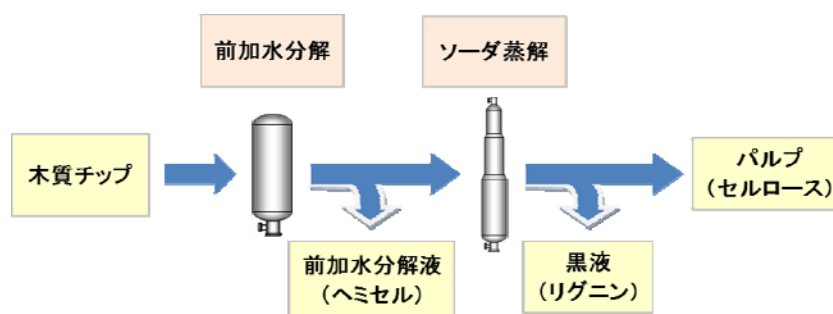 前加水分解
ソーダ蒸解
木質チップ
パルプ
(セルロース)
前加水分解液
(ヘミセル)
黒液
(リグニン)